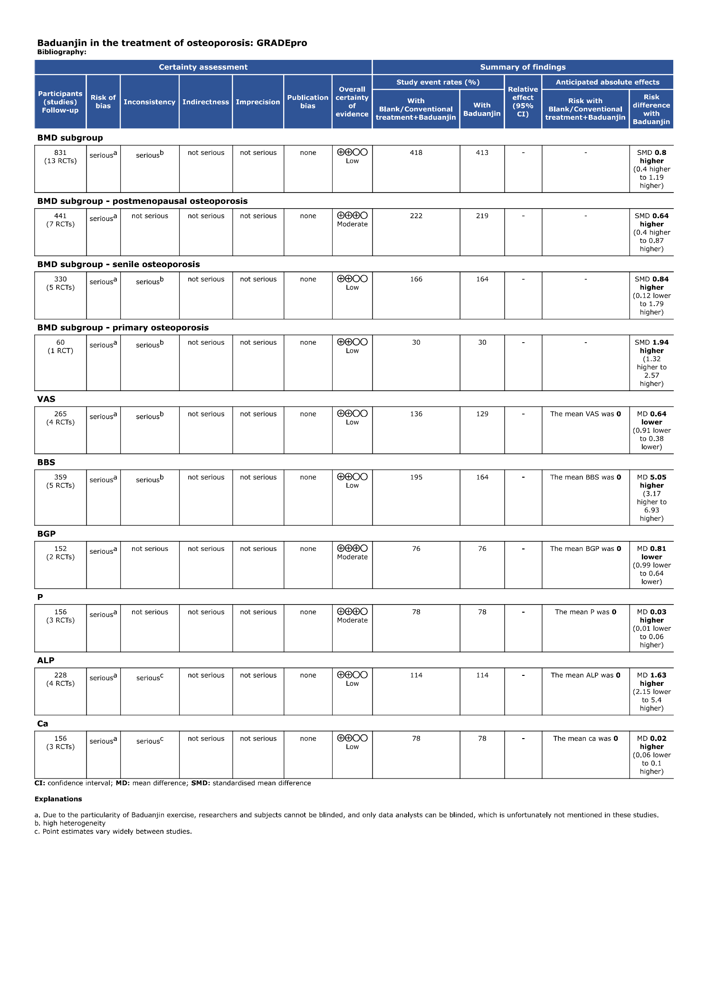 Baduanjin in the treatment of osteoporosis: GRADEpro
Bibliography:
Certainty assessment
Summary of findings
Participants
(studies)
Follow-up
Risk of
bias
Inconsistency
Indirectness
Imprecision
Publication
bias
Overall
certainty
of
evidence
Study event rates (%)
With
Blank/Conventional
treatment+Baduanjin
With
Baduanjin
Relative
effect
(95%
CI)
Anticipated absolute effects
Risk with
Blank/Conventional
treatment+Baduanjin
Risk
difference
with
Baduanjin
BMD subgroup
831
(13 RCTs)
seriousa
seriousb
not serious
not serious
none
⨁⨁◯◯
Low
418
413
-
-
SMD 0.8
higher
(0.4 higher
to 1.19
higher)
BMD subgroup - postmenopausal osteoporosis
441
(7 RCTs)
seriousa
not serious
not serious
not serious
none
⨁⨁⨁◯
Moderate
222
219
-
-
SMD 0.64
higher
(0.4 higher
to 0.87
higher)
BMD subgroup - senile osteoporosis
330
(5 RCTs)
seriousa
seriousb
not serious
not serious
none
⨁⨁◯◯
Low
166
164
-
-
SMD 0.84
higher
(0.12 lower
to 1.79
higher)
BMD subgroup - primary osteoporosis
60
(1 RCT)
seriousa
seriousb
not serious
not serious
none
⨁⨁◯◯
Low
30
30
-
-
SMD 1.94
higher
(1.32
higher to
2.57
higher)
VAS
265
(4 RCTs)
seriousa
seriousb
not serious
not serious
none
⨁⨁◯◯
Low
136
129
-
The mean VAS was 0
MD 0.64
lower
(0.91 lower
to 0.38
lower)
BBS
359
(5 RCTs)
seriousa
seriousb
not serious
not serious
none
⨁⨁◯◯
Low
195
164
-
The mean BBS was 0
MD 5.05
higher
(3.17
higher to
6.93
higher)
BGP
152
(2 RCTs)
seriousa
not serious
not serious
not serious
none
⨁⨁⨁◯
Moderate
76
76
-
The mean BGP was 0
MD 0.81
lower
(0.99 lower
to 0.64
lower)
P
156
(3 RCTs)
seriousa
not serious
not serious
not serious
none
⨁⨁⨁◯
Moderate
78
78
-
The mean P was 0
MD 0.03
higher
(0.01 lower
to 0.06
higher)
ALP
228
(4 RCTs)
seriousa
seriousc
not serious
not serious
none
⨁⨁◯◯
Low
114
114
-
The mean ALP was 0
MD 1.63
higher
(2.15 lower
to 5.4
higher)
Ca
156
(3 RCTs)
seriousa
seriousc
not serious
not serious
none
⨁⨁◯◯
Low
78
78
-
The mean ca was 0
MD 0.02
higher
(0.06 lower
to 0.1
higher)
CI: confidence interval; MD: mean difference; SMD: standardised mean difference
Explanations
a. Due to the particularity of Baduanjin exercise, researchers and subjects cannot be blinded, and only data analysts can be blinded, which is unfortunately not mentioned in these studies.
b. high heterogeneity
c. Point estimates vary widely between studies.